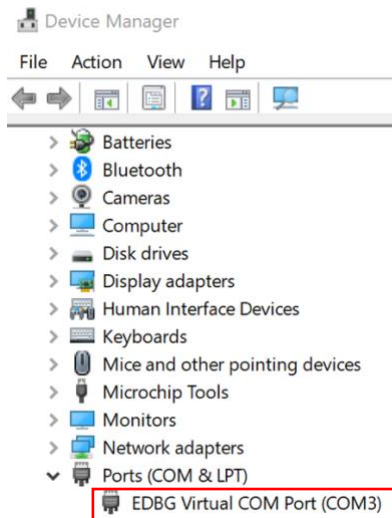 Device Manager
File Action View Help
Batteries
Bluetooth
Cameras
Computer
Disk drives
Display adapters
Human Interface Devices
Keyboards
Mice and other pointing devices
Microchip Tools
Monitors
Network adapters
Ports (COM & LPT)
EDBG Virtual COM Port (COM3)